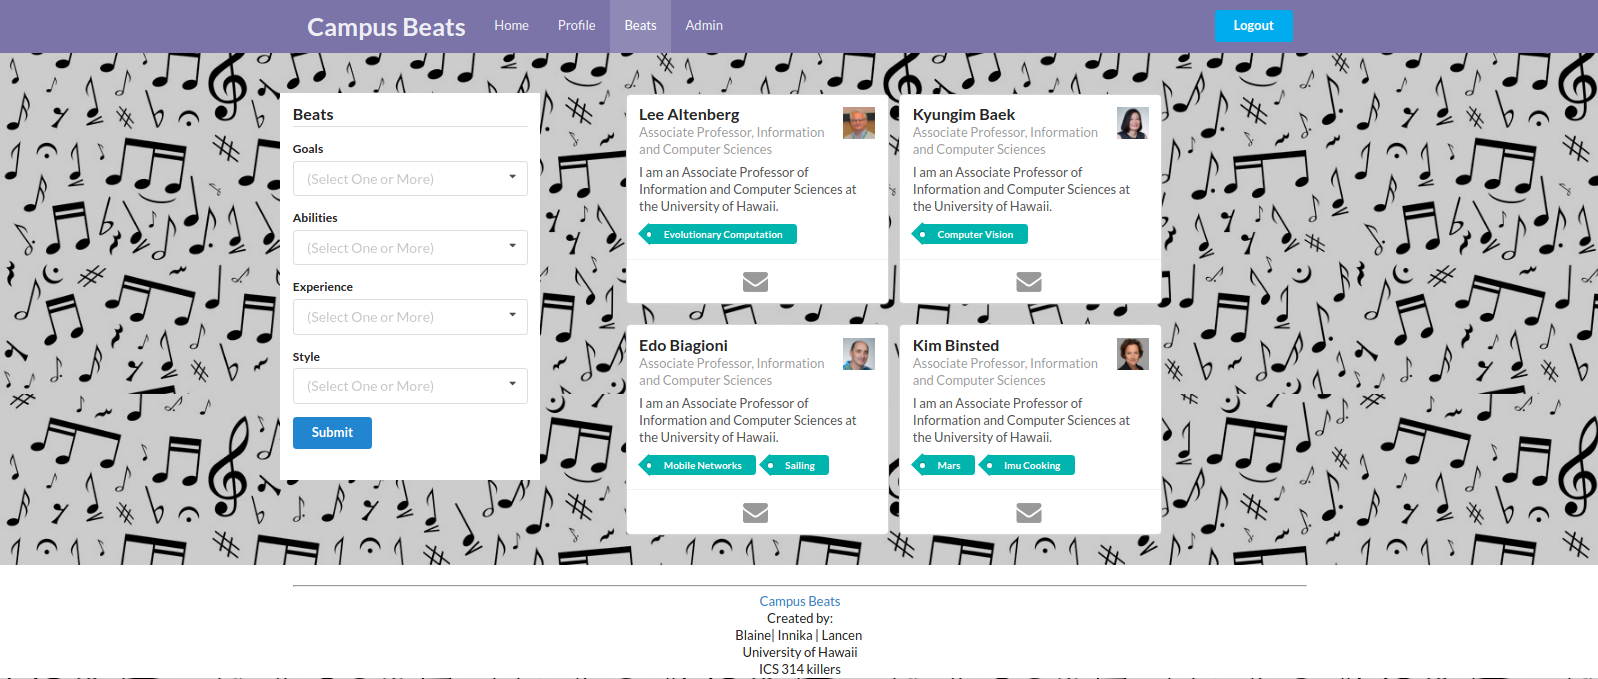 Campus Beats Home Profile Beats Admin Logout
Beats
Goals
(Select One or More)
Abilities
(Select One or More)
Experience
(Select One or More)
Style
(Select One or More)
Submit
Lee Altenberg
Associate Professor, Information
and Computer Sciences
I am an Associate Professor of
Information and Computer Sciences at
the University of Hawaii.
Evolutionary Computation
Kyungim Baek
Associate Professor, Information
and Computer Sciences
I am an Associate Professor of
Information and Computer Sciences at
the University of Hawaii.
Computer Vision
Edo Biagioni
Associate Professor, Information
and Computer Sciences
I am an Associate Professor of
Information and Computer Sciences at
the University of Hawaii.
Mobile Networks Sailing
Kim Binsted
Associate Professor, Information
and Computer Sciences
I am an Associate Professor of
Information and Computer Sciences at
the University of Hawaii.
Mars Imu Cooking
Campus Beats
Created by:
Blaine| Innika | Lancen
University of Hawaii
ICS 314 killers